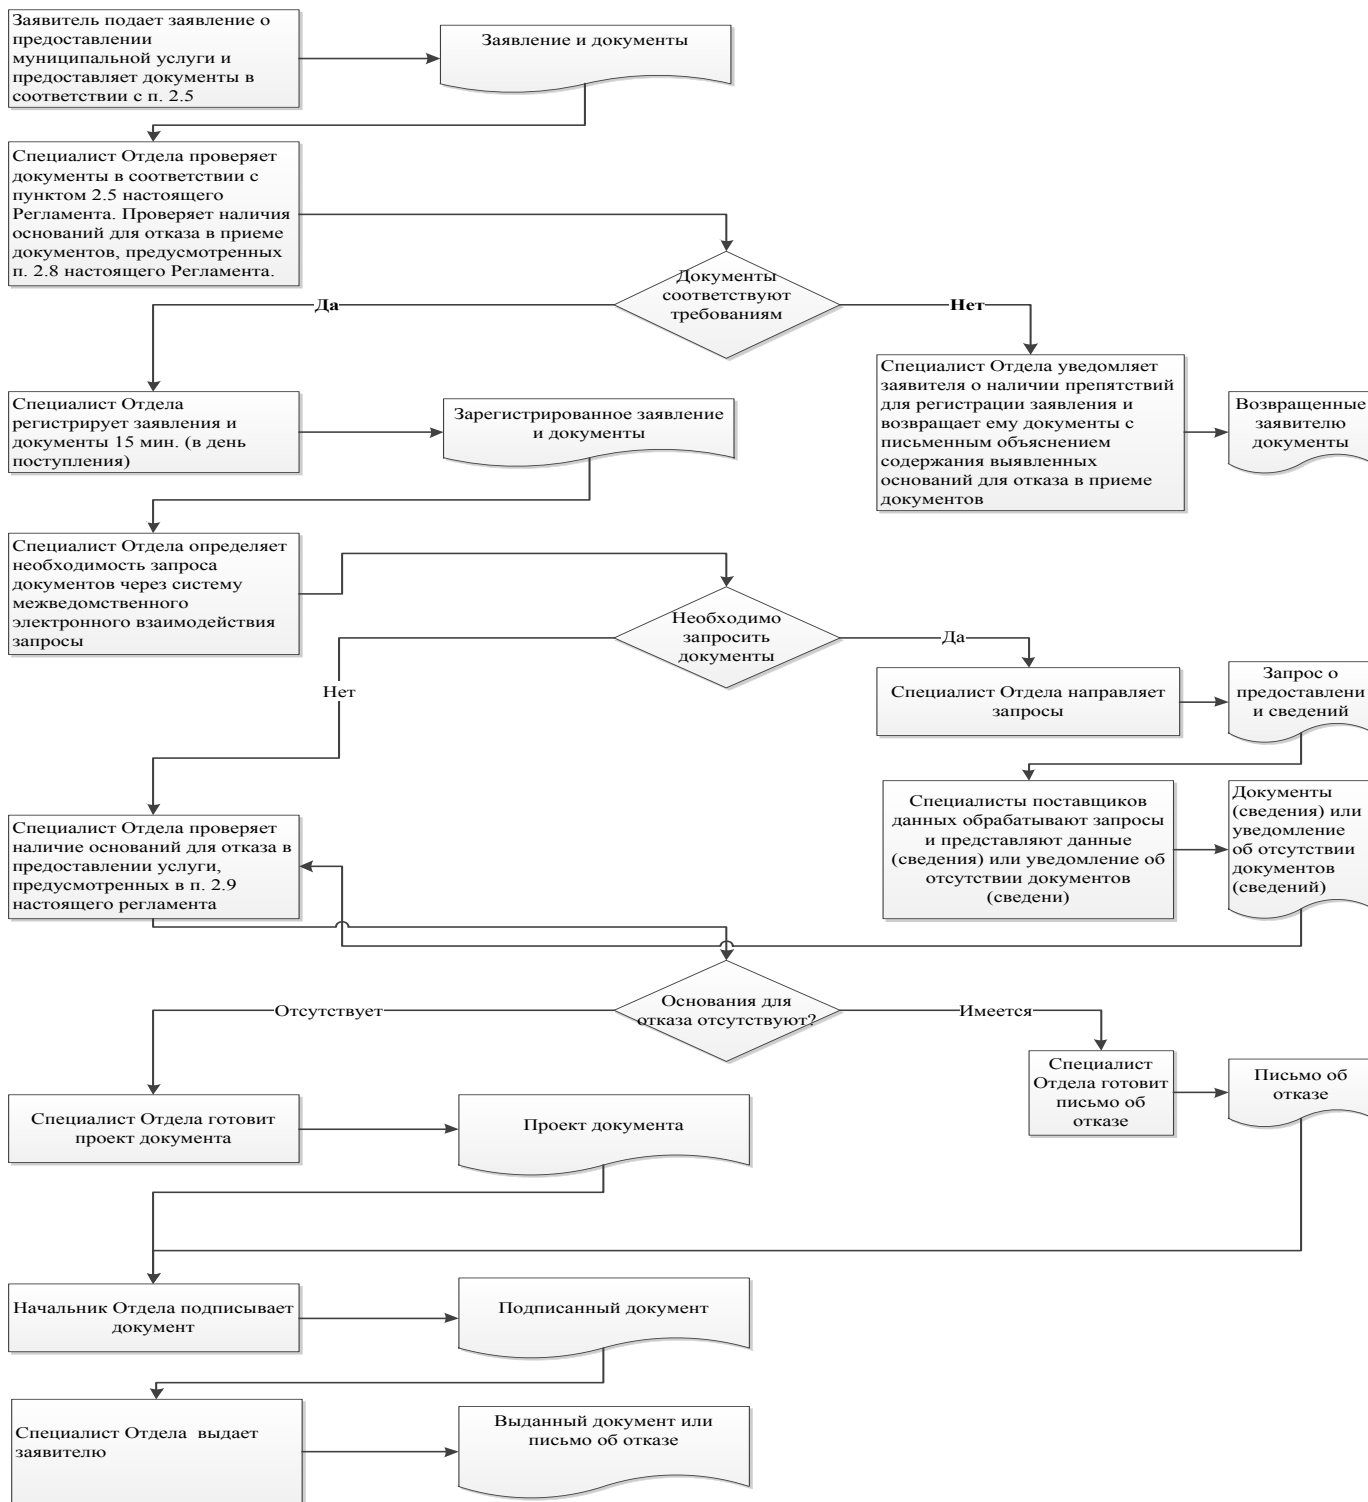 Заявитель подает заявление о
предоставлении
муниципальной услуги и
предоставляет документы в
соответствии с п. 2.5
Заявление и документы
Специалист Отдела проверяет
документы в соответствии с
пунктом 2.5 настоящего
Регламента. Проверяет наличия
оснований для отказа в приеме
документов, предусмотренных
п. 2.8 настоящего Регламента.
Документы
соответствуют
требованиям
Да
Нет
Специалист Отдела
регистрирует заявления и
документы 15 мин. (в день
поступления)
Зарегистрированное заявление
и документы
Специалист Отдела уведомляет
заявителя о наличии препятствий
для регистрации заявления и
возвращает ему документы с
письменным объяснением
содержания выявленных
оснований для отказа в приеме
документов
Возвращенные
заявителю
документы
Специалист Отдела определяет
необходимость запроса
документов через систему
межведомственного
электронного взаимодействия
запросы
Необходимо
запросить
документы
Да
Нет
Специалист Отдела направляет
запросы
Запрос о
предоставлени
и сведений
Специалисты поставщиков
данных обрабатывают запросы
и представляют данные
(сведения) или уведомление об
отсутствии документов
(сведени)
Документы
(сведения) или
уведомление
об отсутствии
документов
(сведений)
Специалист Отдела проверяет
наличие оснований для отказа в
предоставлении услуги,
предусмотренных в п. 2.9
настоящего регламента
Основания для
отказа отсутствуют?
Отсутствует
Имеется
Специалист
Отдела готовит
письмо об
отказе
Письмо об
отказе
Специалист Отдела готовит
проект документа
Проект документа
Начальник Отдела подписывает
документ
Подписанный документ
Специалист Отдела  выдает
заявителю
Выданный документ или
письмо об отказе